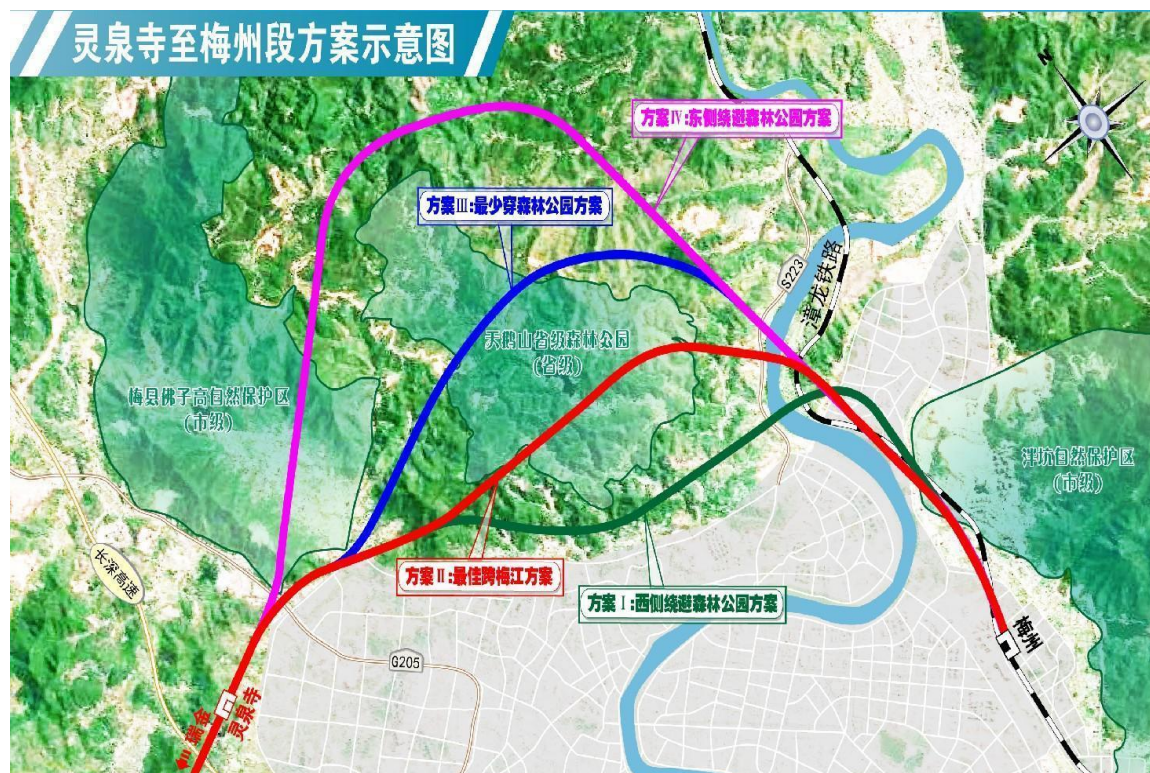 灵泉寺至梅州段方案示意图
N
方案Ⅳ:东侧绕避森林公园方案
方案Ⅲ:最少穿森林公园方案
S223
漳龙铁路
天鹅山省级森林公园
(省级)
梅县佛子高自然保护区
(市级)
泮坑自然保护区
(市级)
长深高速
方案Ⅱ:最佳跨梅江方案
方案Ⅰ:西侧绕避森林公园方案
梅州
G205
灵泉寺
瑞金